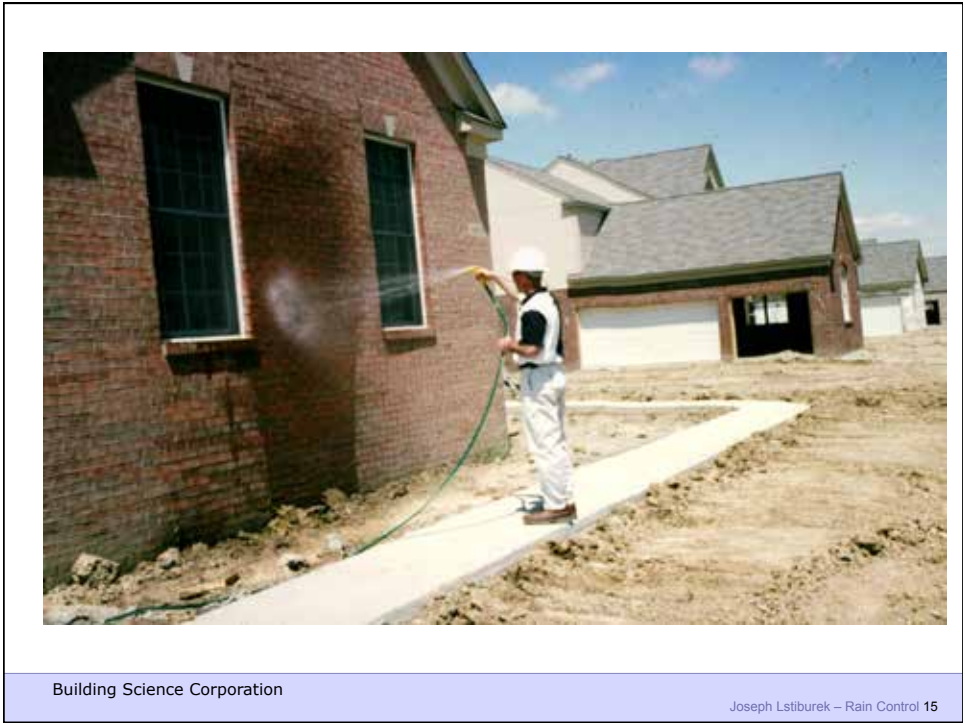 Building Science Corporation
Joseph Lstiburek – Rain Control 15